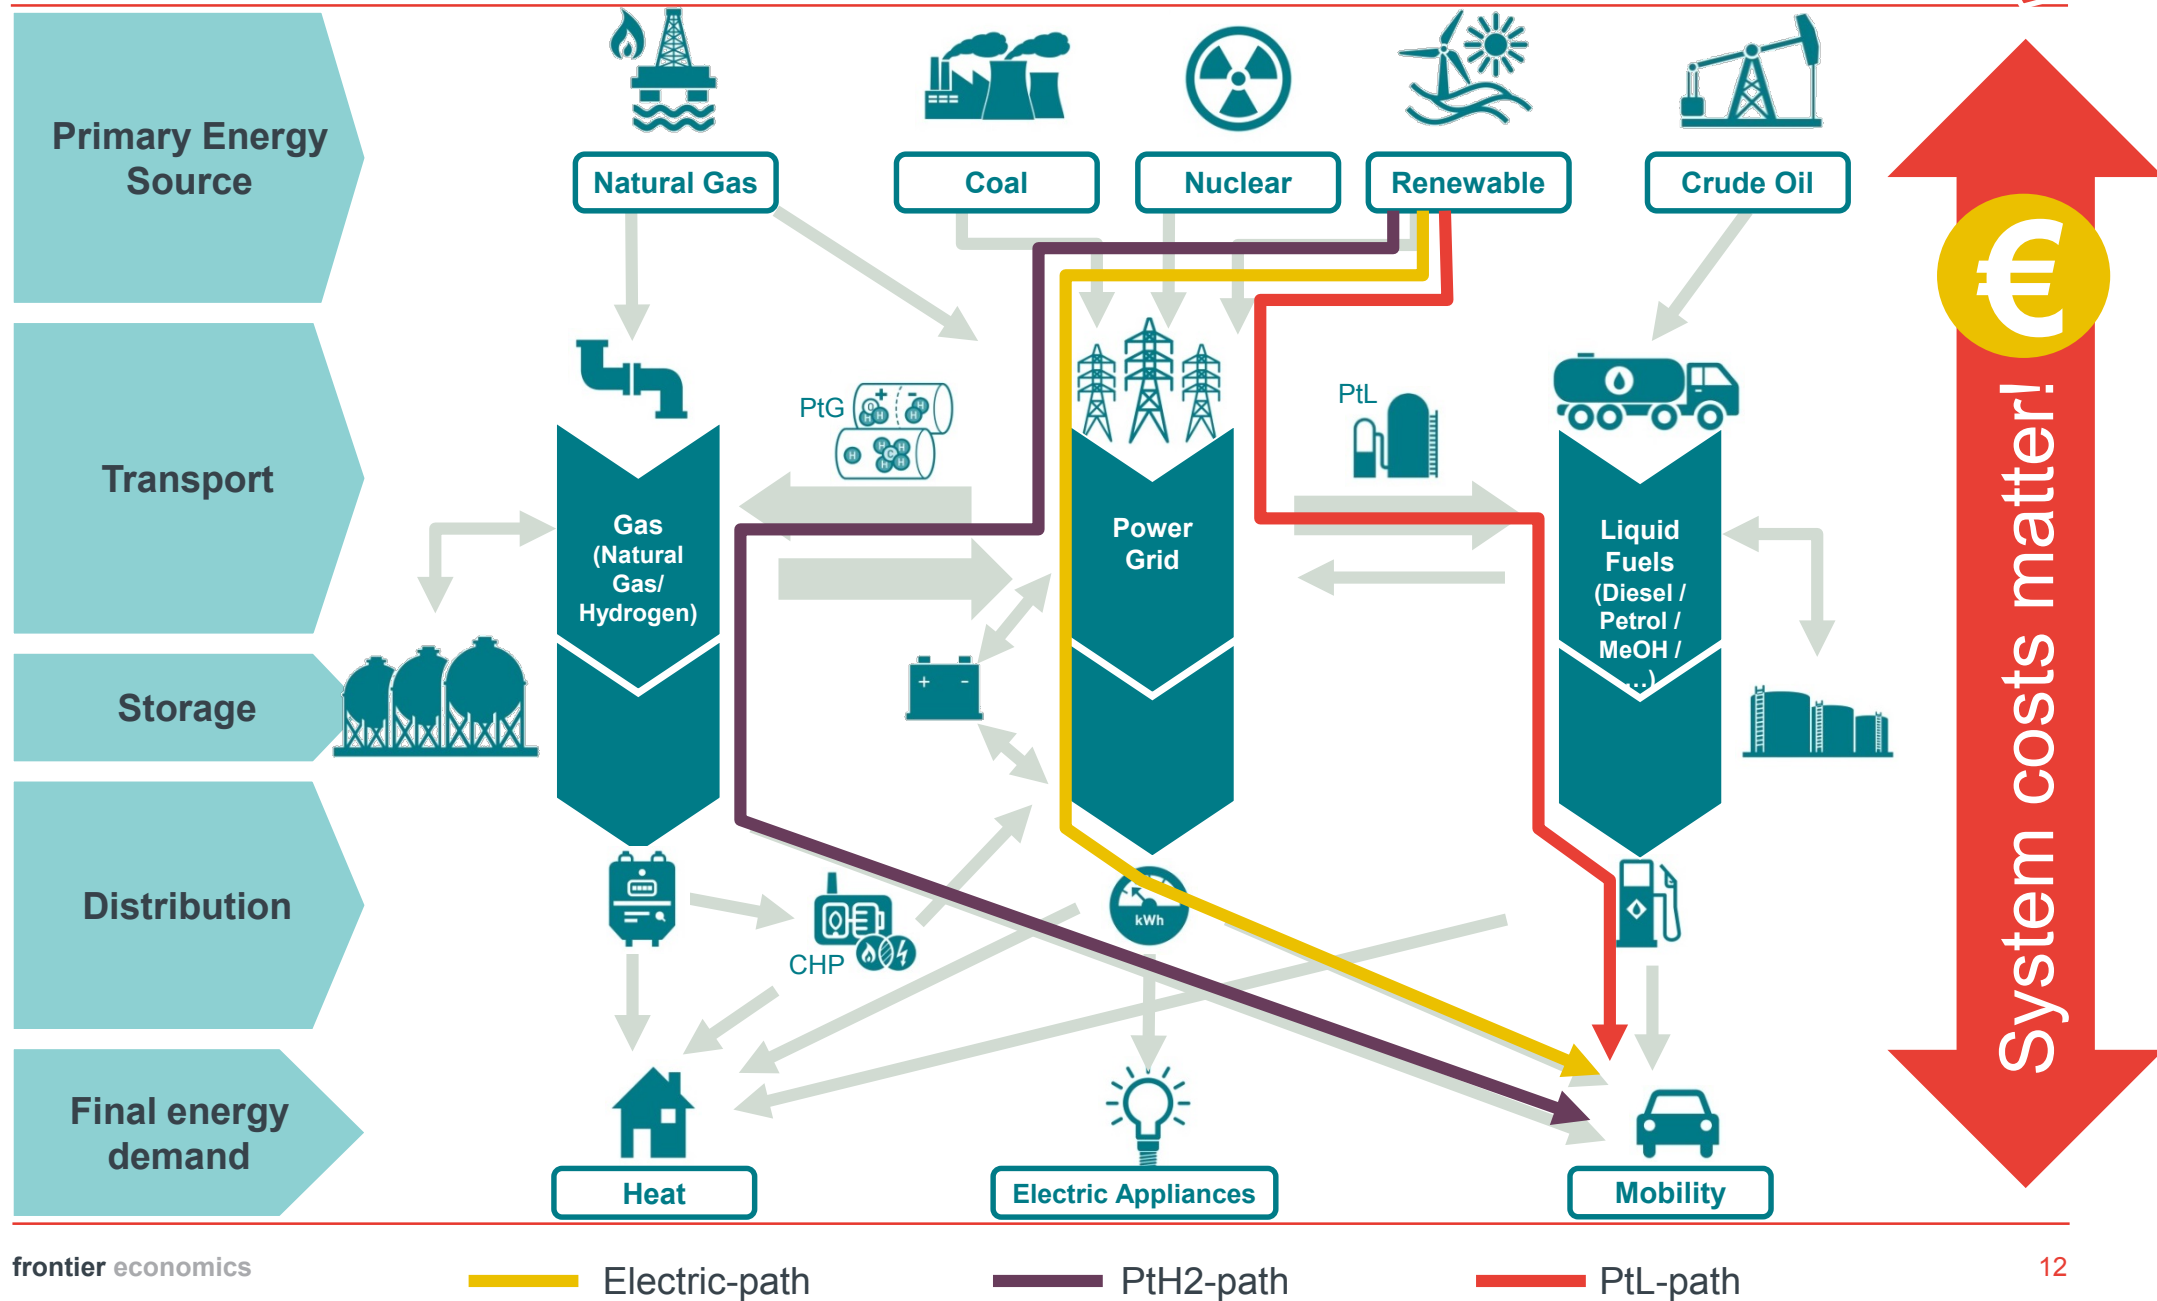 Primary Energy
Source
Natural Gas
Coal
Nuclear
Renewable
Crude Oil
€
System costs matter!
Transport
PtG
PtL
Gas
(Natural
Gas/
Hydrogen)
Power
Grid
Liquid
Fuels
(Diesel /
Petrol /
MeOH /
...)
Storage
+ -
Distribution
CHP
kWh
Final energy
demand
Heat
Electric Appliances
Mobility
frontier economics
Electric-path
PtH2-path
PtL-path
12